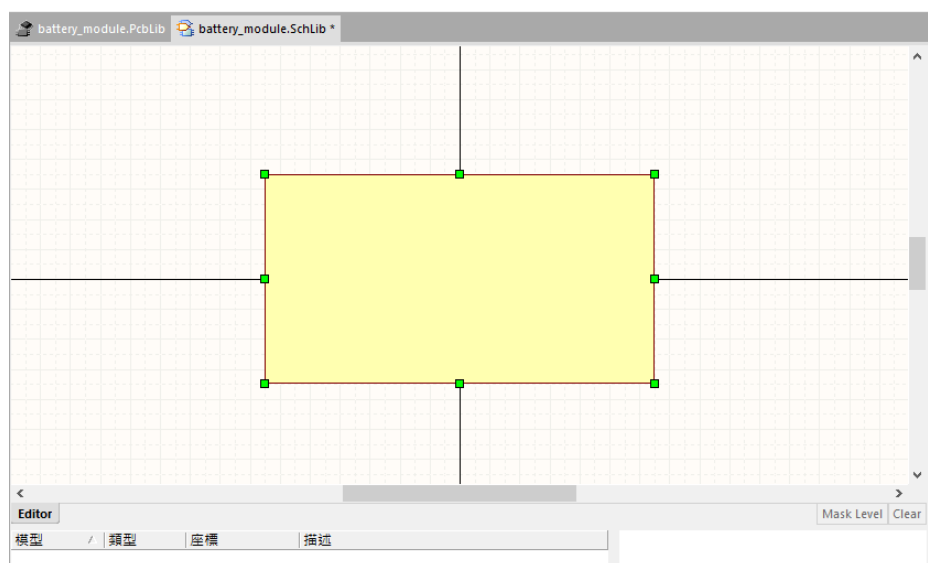 battery_module.PcbLib battery_module.SchLib *
Editor Mask Level Clear
模型 類型 座標 描述